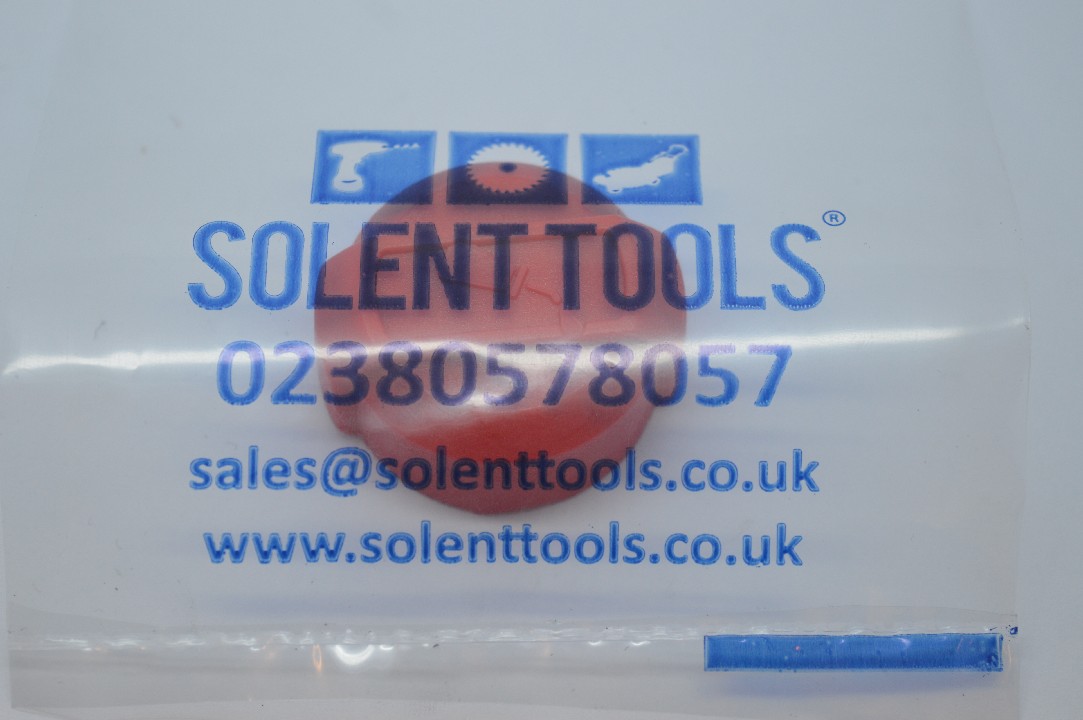 SOLENT TOOLS®
02380578057
sales@solenttools.co.uk
www.solenttools.co.uk